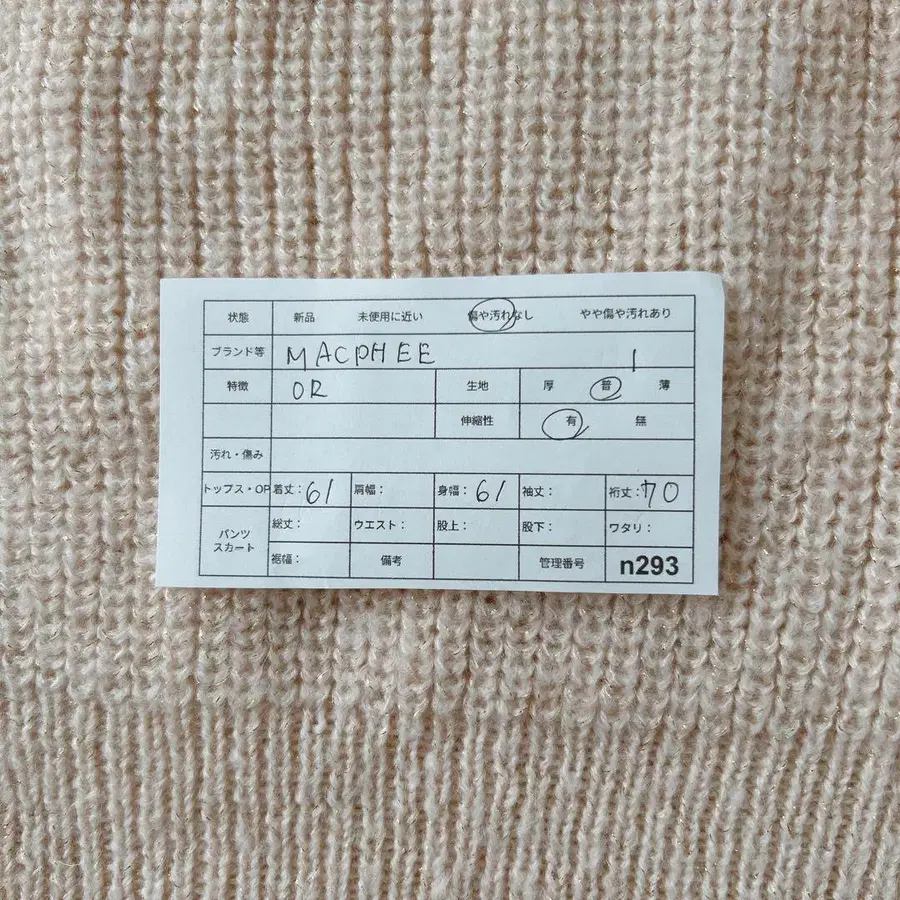 状態 新品 未使用に近い 傷や汚れなし やや傷や汚れあり
ブランド等 MACPHEE 1
特徴 OR 生地 厚 普 薄
伸縮性 有 無
汚れ・傷み
トップス・OP 着丈：61 肩幅： 身幅：61 袖丈： 裄丈：70
パンツ スカート 総丈： ウエスト： 股上： 股下： ワタリ：
裾幅： 備考 管理番号 n293